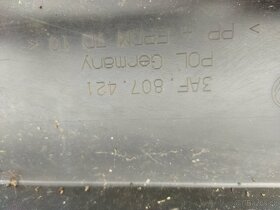 3AF . 807 . 421
POL Germany
> PP - EPDM TD 10 <